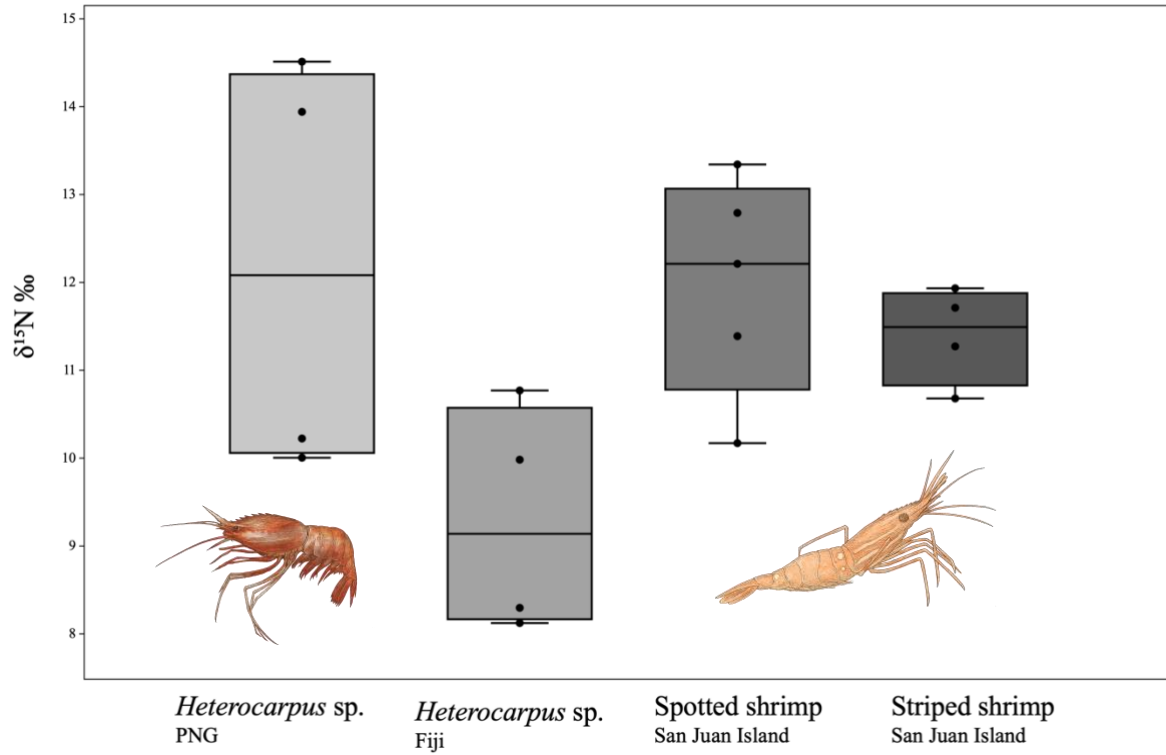 15
14
13
12
11
10
9
8
δ¹⁵N ‰
Heterocarpus sp.
PNG
Heterocarpus sp.
Fiji
Spotted shrimp
San Juan Island
Striped shrimp
San Juan Island